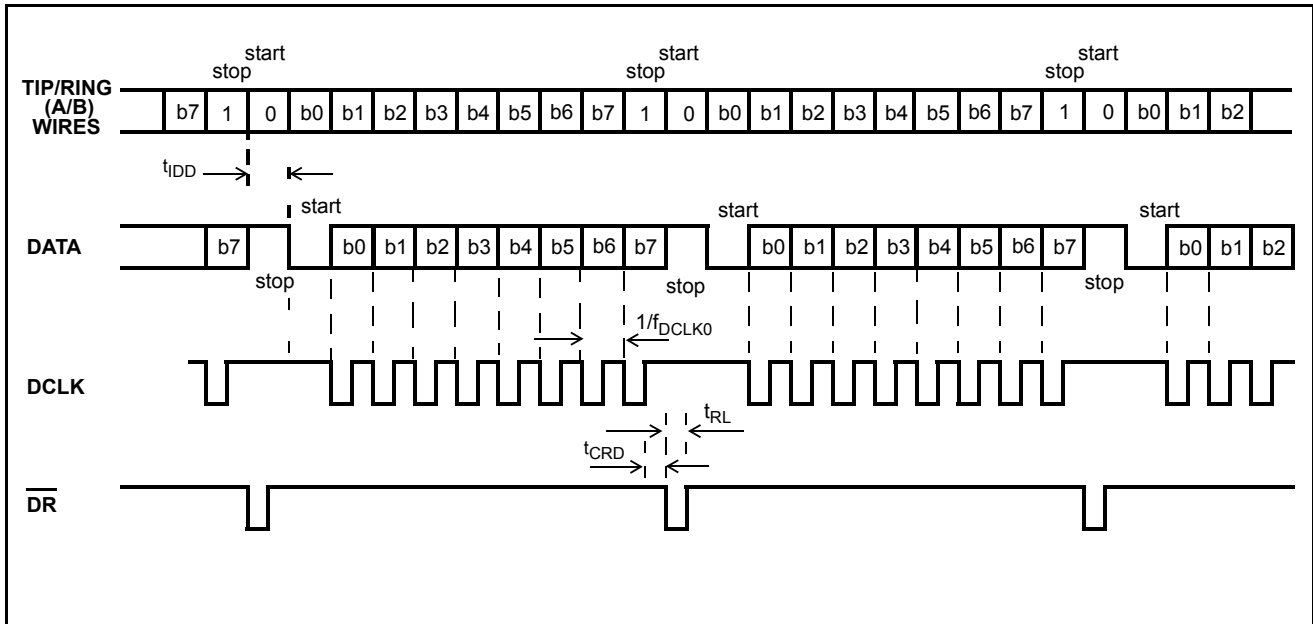 start start start
stop stop stop
TIP/RING
(A/B)
WIRES
b7 1 0 b0 b1 b2 b3 b4 b5 b6 b7 1 0 b0 b1 b2 b3 b4 b5 b6 b7 1 0 b0 b1 b2
tIDD
start start start
DATA
b7 b0 b1 b2 b3 b4 b5 b6 b7 b0 b1 b2 b3 b4 b5 b6 b7 b0 b1 b2
stop stop stop
1/fDCLK0
DCLK
tRL
tCRD
DR